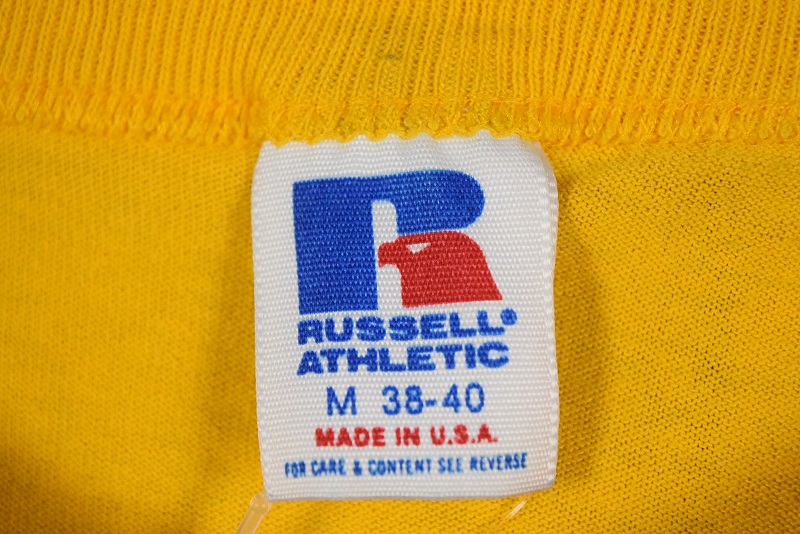 RUSSELL®
ATHLETIC
M 38-40
MADE IN U.S.A.
FOR CARE & CONTENT SEE REVERSE